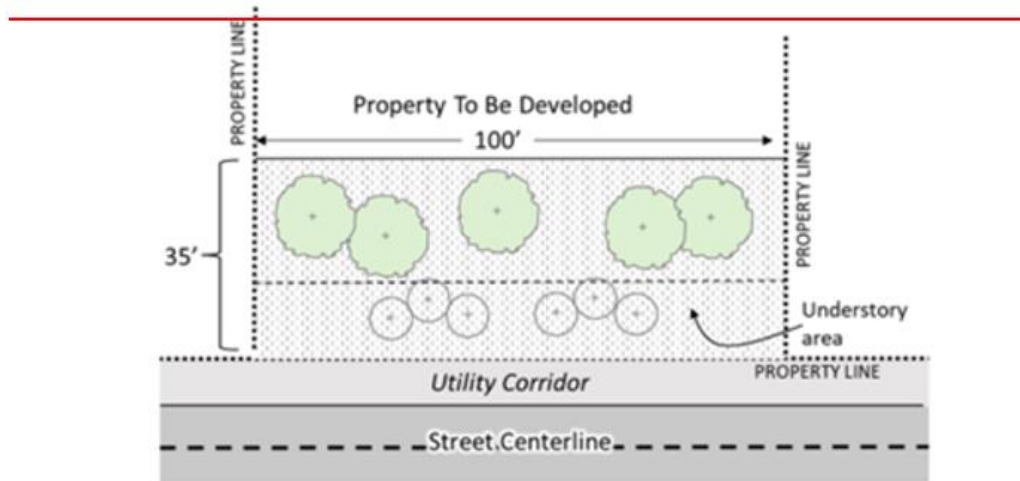 PROPERTY LINE
Property To Be Developed
100'
PROPERTY LINE
35'
Understory
area
PROPERTY LINE
Utility Corridor
Street Centerline